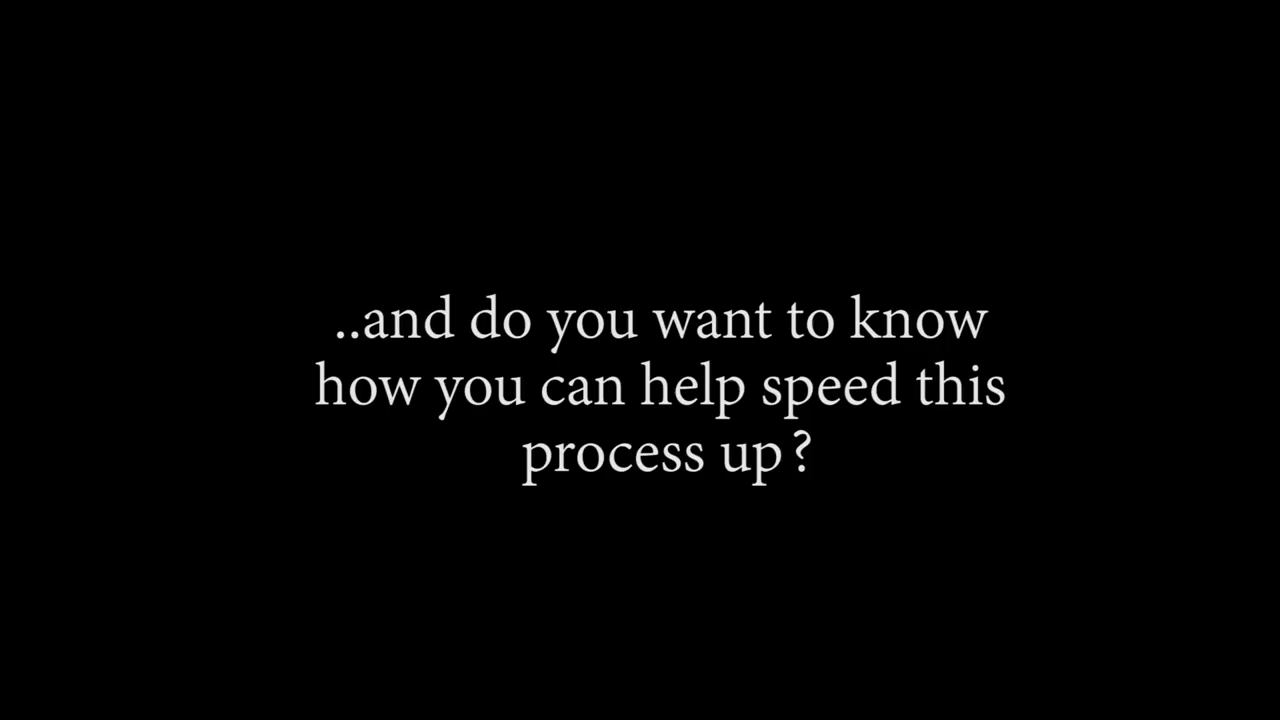 ..and do you want to know
how you can help speed this
process up?